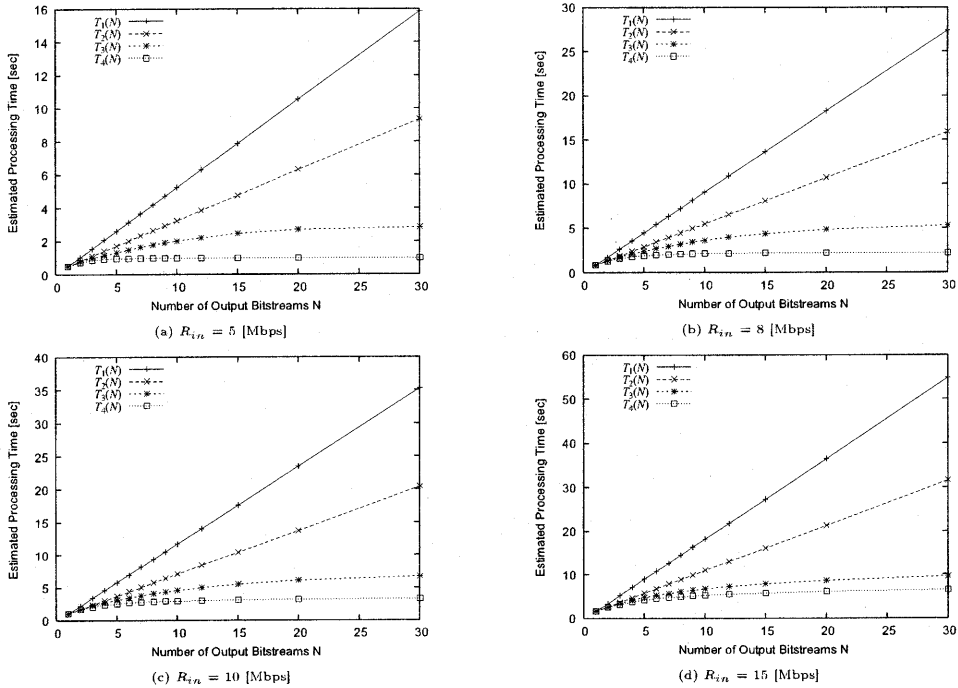 16
14
12
10
8
6
4
2
0
Estimated Processing Time [sec]
T1(N)
T2(N)
T3(N)
T4(N)
0 5 10 15 20 25 30
Number of Output Bitstreams N
(a) Rin = 5 [Mbps]
30
25
20
15
10
5
0
Estimated Processing Time [sec]
T1(N)
T2(N)
T3(N)
T4(N)
0 5 10 15 20 25 30
Number of Output Bitstreams N
(b) Rin = 8 [Mbps]
40
35
30
25
20
15
10
5
0
Estimated Processing Time [sec]
T1(N)
T2(N)
T3(N)
T4(N)
0 5 10 15 20 25 30
Number of Output Bitstreams N
(c) Rin = 10 [Mbps]
60
50
40
30
20
10
0
Estimated Processing Time [sec]
T1(N)
T2(N)
T3(N)
T4(N)
0 5 10 15 20 25 30
Number of Output Bitstreams N
(d) Rin = 15 [Mbps]